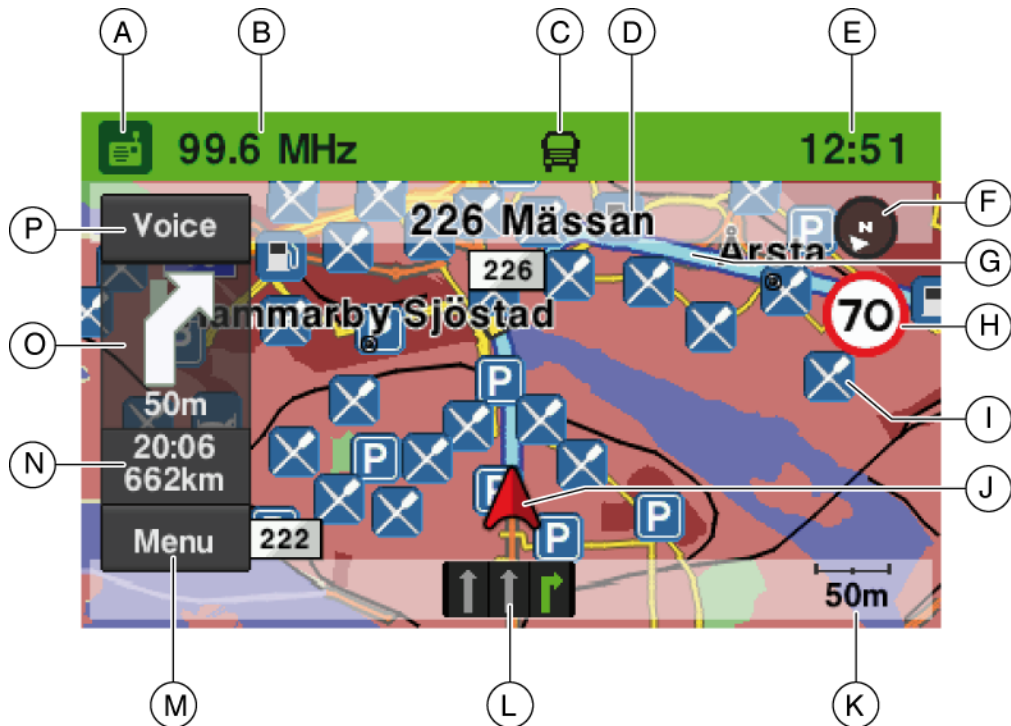 A B C D E
99.6 MHz 12:51
P Voice 226 Mässan P F
N
Årsta G
226
ammarby Sjöstad 70 H
O P
P
50m I
20:06
N 662km P
P J
P
Menu 222 P
50m
M L K